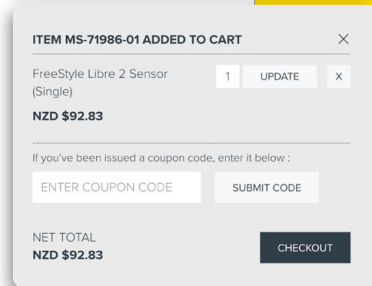 ITEM MS-71986-01 ADDED TO CART
FreeStyle Libre 2 Sensor 1 UPDATE X
(Single)
NZD $92.83
If you've been issued a coupon code, enter it below :
ENTER COUPON CODE SUBMIT CODE
NET TOTAL
NZD $92.83 CHECKOUT